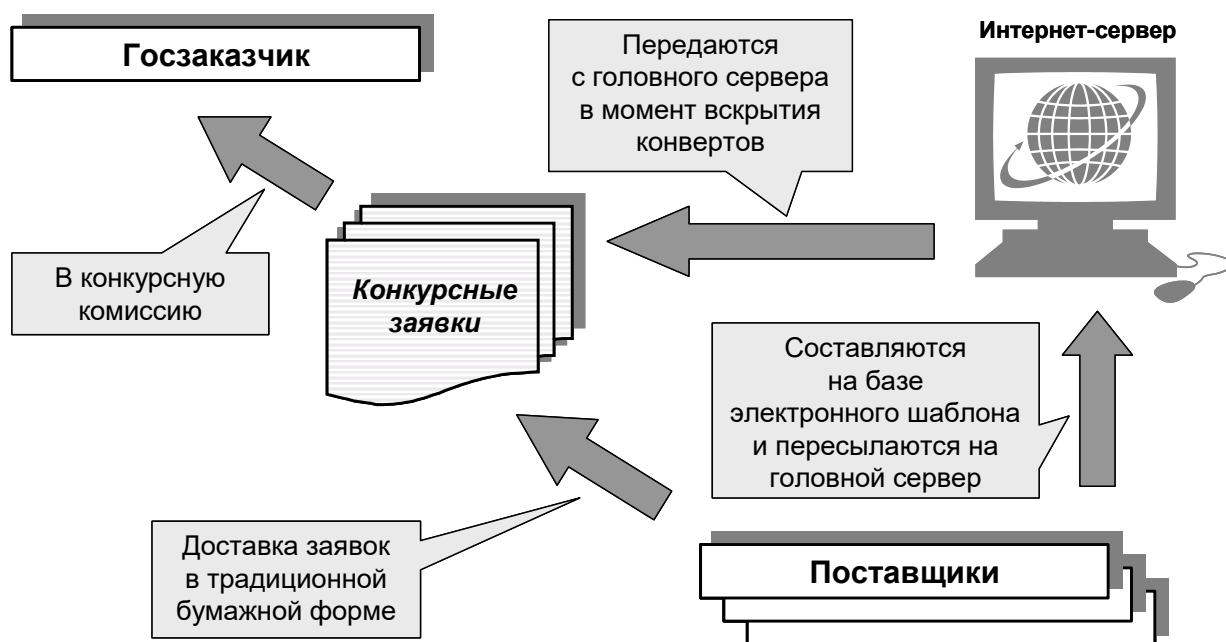 Госзаказчик
Передаются
с головного сервера
в момент вскрытия
конвертов
Интернет-сервер
В конкурсную
комиссию
Конкурсные
заявки
Составляются
на базе
электронного шаблона
и пересылаются на
головной сервер
Доставка заявок
в традиционной
бумажной форме
Поставщики